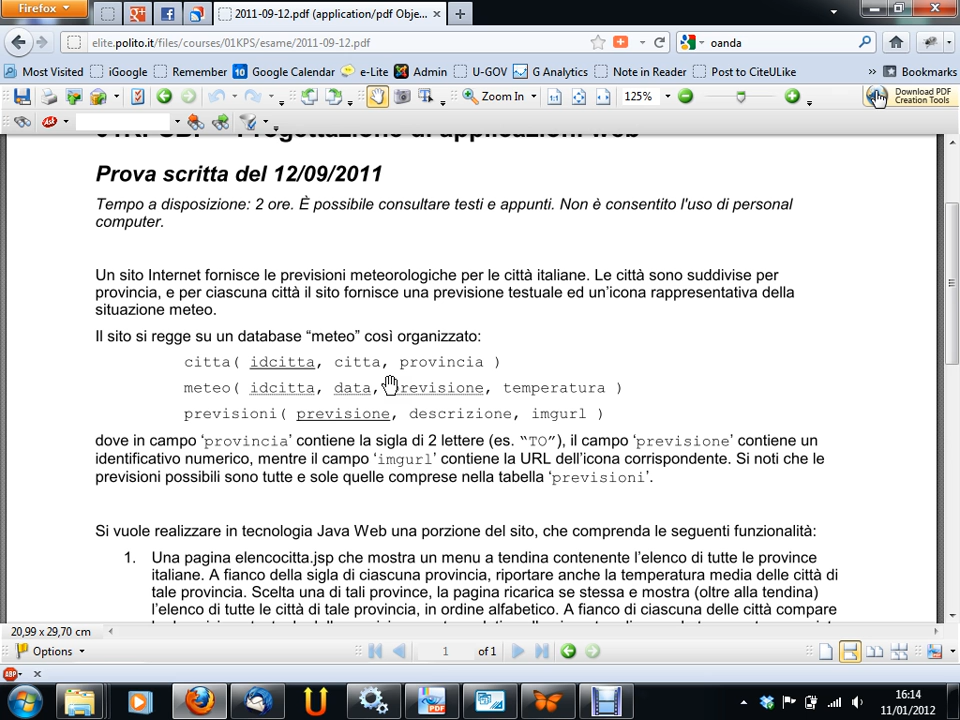 Firefox
2011-09-12.pdf (application/pdf Obje...
elite.polito.it/files/courses/01KPS/esame/2011-09-12.pdf
oanda
Most Visited
iGoogle
Remember
10 Google Calendar
e-Lite
Admin
U-GOV
G Analytics
Note in Reader
Post to CiteULike
Bookmarks
Zoom In
125%
Download PDF
Creation Tools
Prova scritta del 12/09/2011
Tempo a disposizione: 2 ore. È possibile consultare testi e appunti. Non è consentito l'uso di personal
computer.
Un sito Internet fornisce le previsioni meteorologiche per le città italiane. Le città sono suddivise per
provincia, e per ciascuna città il sito fornisce una previsione testuale ed un'icona rappresentativa della
situazione meteo.
Il sito si regge su un database “meteo” così organizzato:
citta( idcitta, citta, provincia )
meteo( idcitta, data, previsione, temperatura )
previsioni( previsione, descrizione, imgurl )
dove in campo ‘provincia’ contiene la sigla di 2 lettere (es. “TO”), il campo ‘previsione’ contiene un
identificativo numerico, mentre il campo ‘imgurl’ contiene la URL dell’icona corrispondente. Si noti che le
previsioni possibili sono tutte e sole quelle comprese nella tabella ‘previsioni’.
Si vuole realizzare in tecnologia Java Web una porzione del sito, che comprenda le seguenti funzionalità:
1. Una pagina elencocitta.jsp che mostra un menu a tendina contenente l’elenco di tutte le province
italiane. A fianco della sigla di ciascuna provincia, riportare anche la temperatura media delle città di
tale provincia. Scelta una di tali province, la pagina ricarica se stessa e mostra (oltre alla tendina)
l’elenco di tutte le città di tale provincia, in ordine alfabetico. A fianco di ciascuna delle città compare
20,99 x 29,70 cm
Options
1
of 1
ABP
16:14
11/01/2012